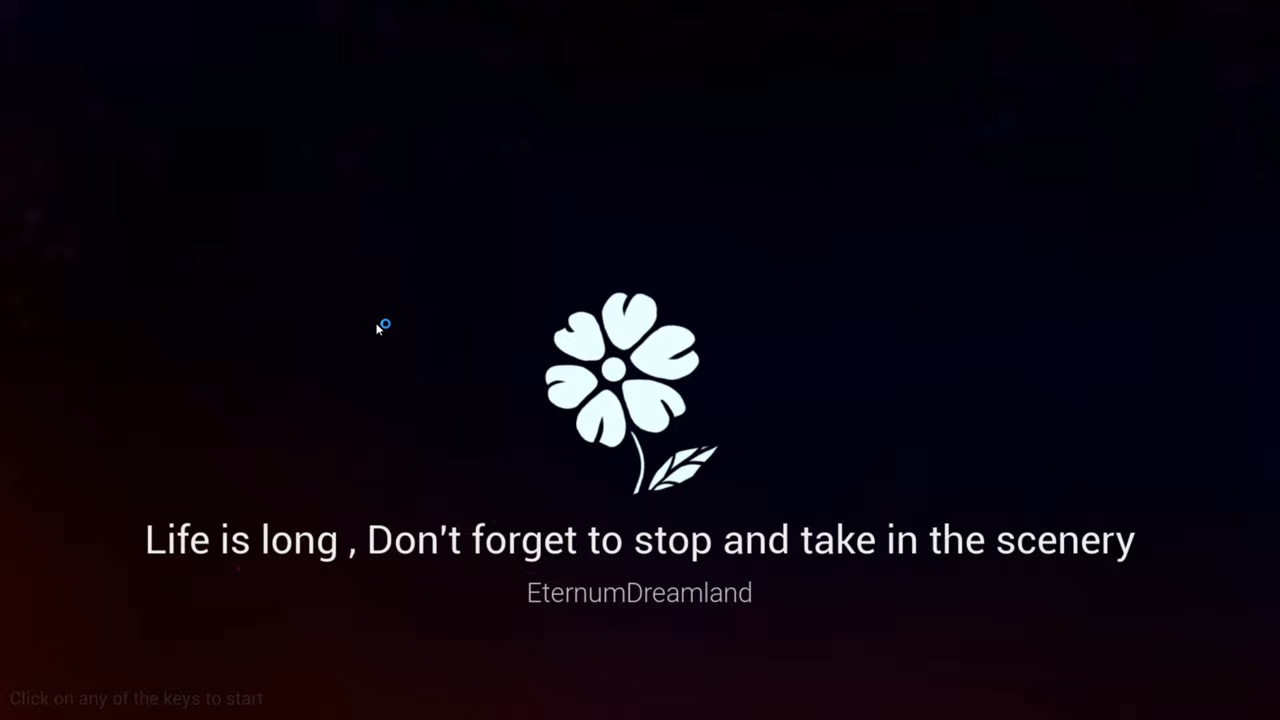 Life is long , Don't forget to stop and take in the scenery
EternumDreamland
Click on any of the keys to start